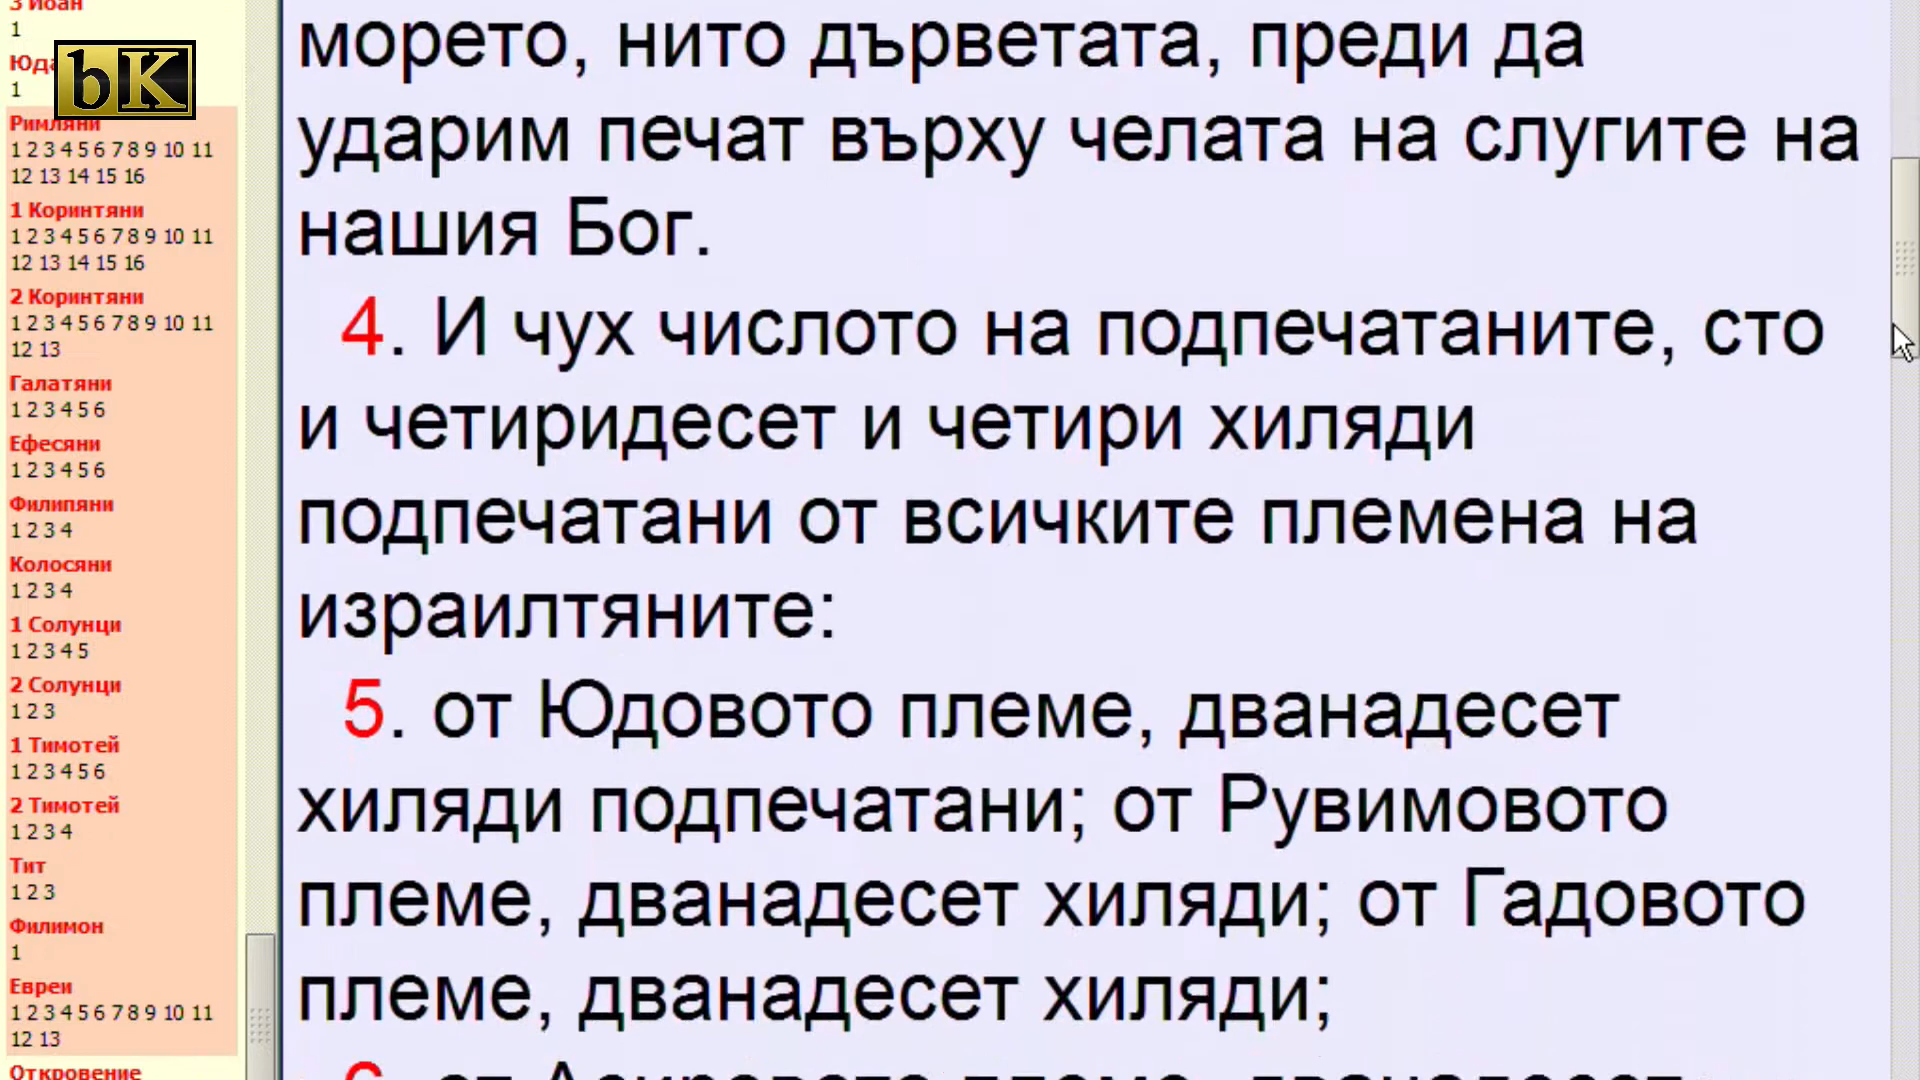 3 Йоан
1
Юда
1
bK
Римляни
1 2 3 4 5 6 7 8 9 10 11
12 13 14 15 16
1 Коринтяни
1 2 3 4 5 6 7 8 9 10 11
12 13 14 15 16
2 Коринтяни
1 2 3 4 5 6 7 8 9 10 11
12 13
Галатяни
1 2 3 4 5 6
Ефесяни
1 2 3 4 5 6
Филипяни
1 2 3 4
Колосяни
1 2 3 4
1 Солунци
1 2 3 4 5
2 Солунци
1 2 3
1 Тимотей
1 2 3 4 5 6
2 Тимотей
1 2 3 4
Тит
1 2 3
Филимон
1
Евреи
1 2 3 4 5 6 7 8 9 10 11
12 13
Откровение
морето, нито дърветата, преди да
ударим печат върху челата на слугите на
нашия Бог.
4. И чух числото на подпечатаните, сто
и четиридесет и четири хиляди
подпечатани от всичките племена на
израилтяните:
5. от Юдовото племе, дванадесет
хиляди подпечатани; от Рувимовото
племе, дванадесет хиляди; от Гадовото
племе, дванадесет хиляди;
6. от Асировото племе, дванадесет